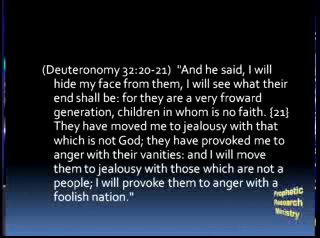 (Deuteronomy 32:20-21)  "And he said, I will
hide my face from them, I will see what their
end shall be: for they are a very froward
generation, children in whom is no faith. {21}
They have moved me to jealousy with that
which is not God; they have provoked me to
anger with their vanities: and I will move
them to jealousy with those which are not a
people; I will provoke them to anger with a
foolish nation."
Prophetic
Research
Ministry